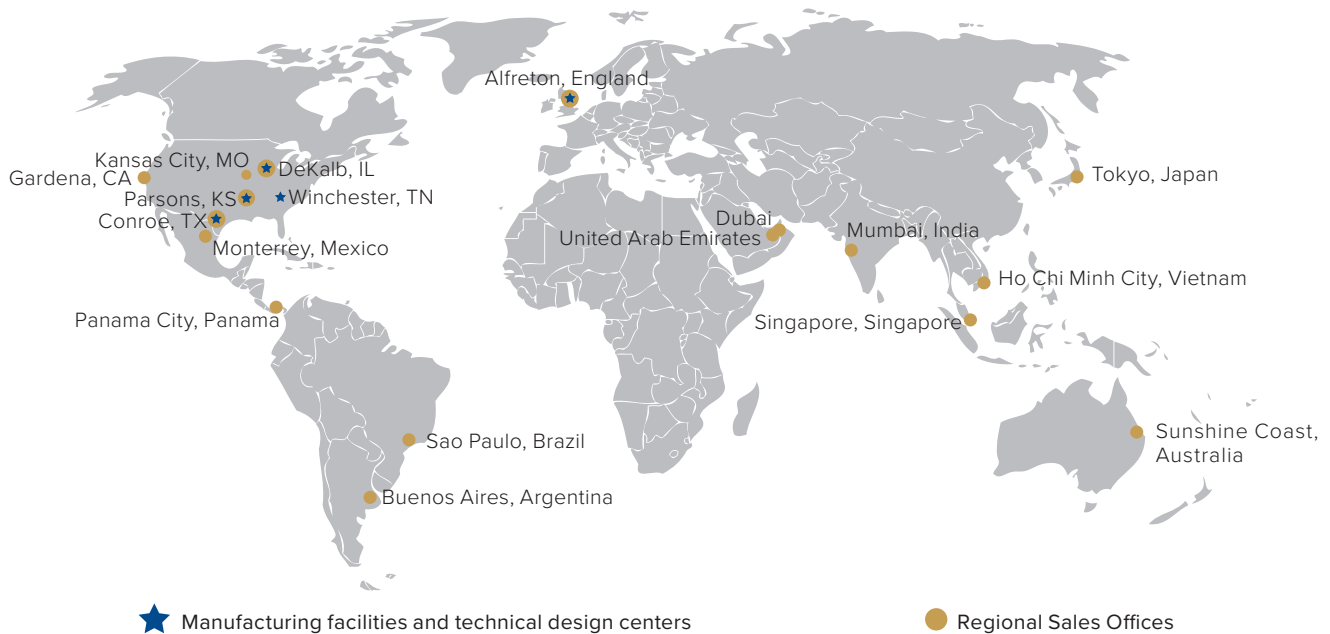 Alfreton, England
Kansas City, MO
DeKalb, IL
Gardena, CA
Parsons, KS
Winchester, TN
Conroe, TX
Monterrey, Mexico
Panama City, Panama
Sao Paulo, Brazil
Buenos Aires, Argentina
Dubai
United Arab Emirates
Mumbai, India
Tokyo, Japan
Ho Chi Minh City, Vietnam
Singapore, Singapore
Sunshine Coast,
Australia
Manufacturing facilities and technical design centers
Regional Sales Offices